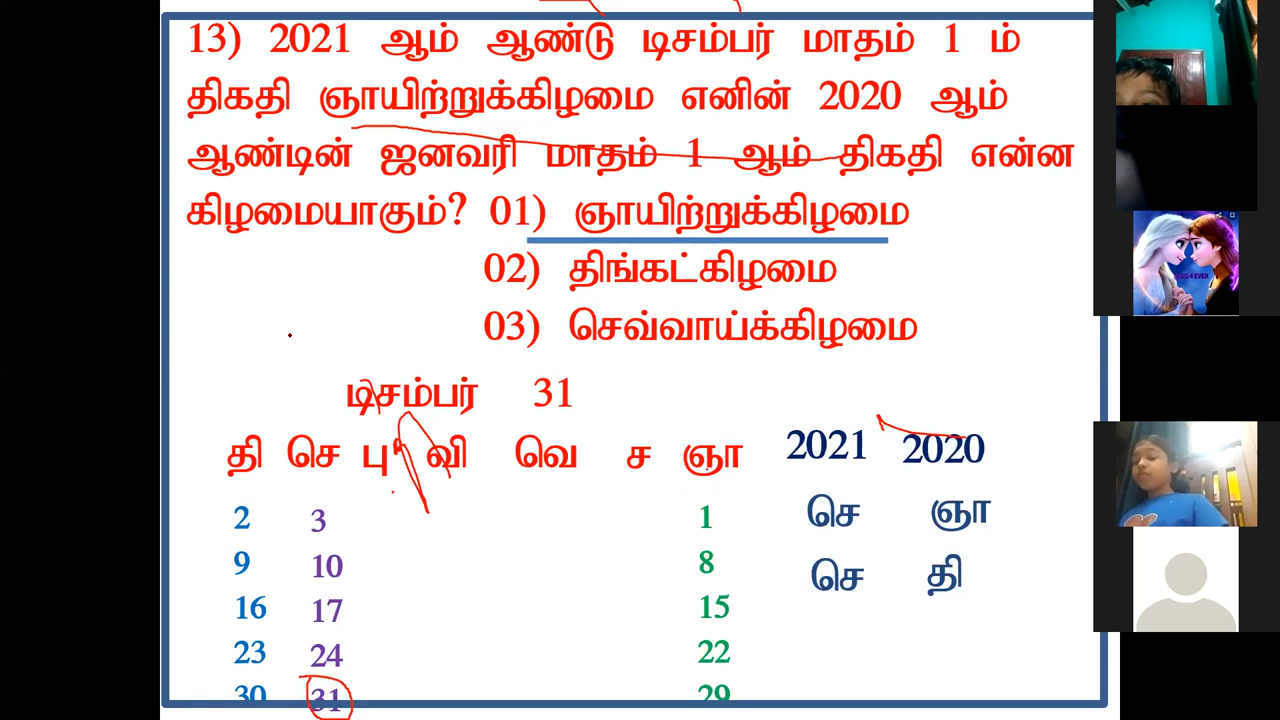 13) 2021 ஆம் ஆண்டு டிசம்பர் மாதம் 1 ம்
திகதி ஞாயிற்றுக்கிழமை எனின் 2020 ஆம்
ஆண்டின் ஜனவரி மாதம் 1 ஆம் திகதி என்ன
கிழமையாகும்? 01) ஞாயிற்றுக்கிழமை
02) திங்கட்கிழமை
03) செவ்வாய்க்கிழமை
டிசம்பர் 31
தி செ பு வி வெ ச ஞா 2021 2020
2 3 1 செ ஞா
9 10 8 செ தி
16 17 15
23 24 22
30 31 29